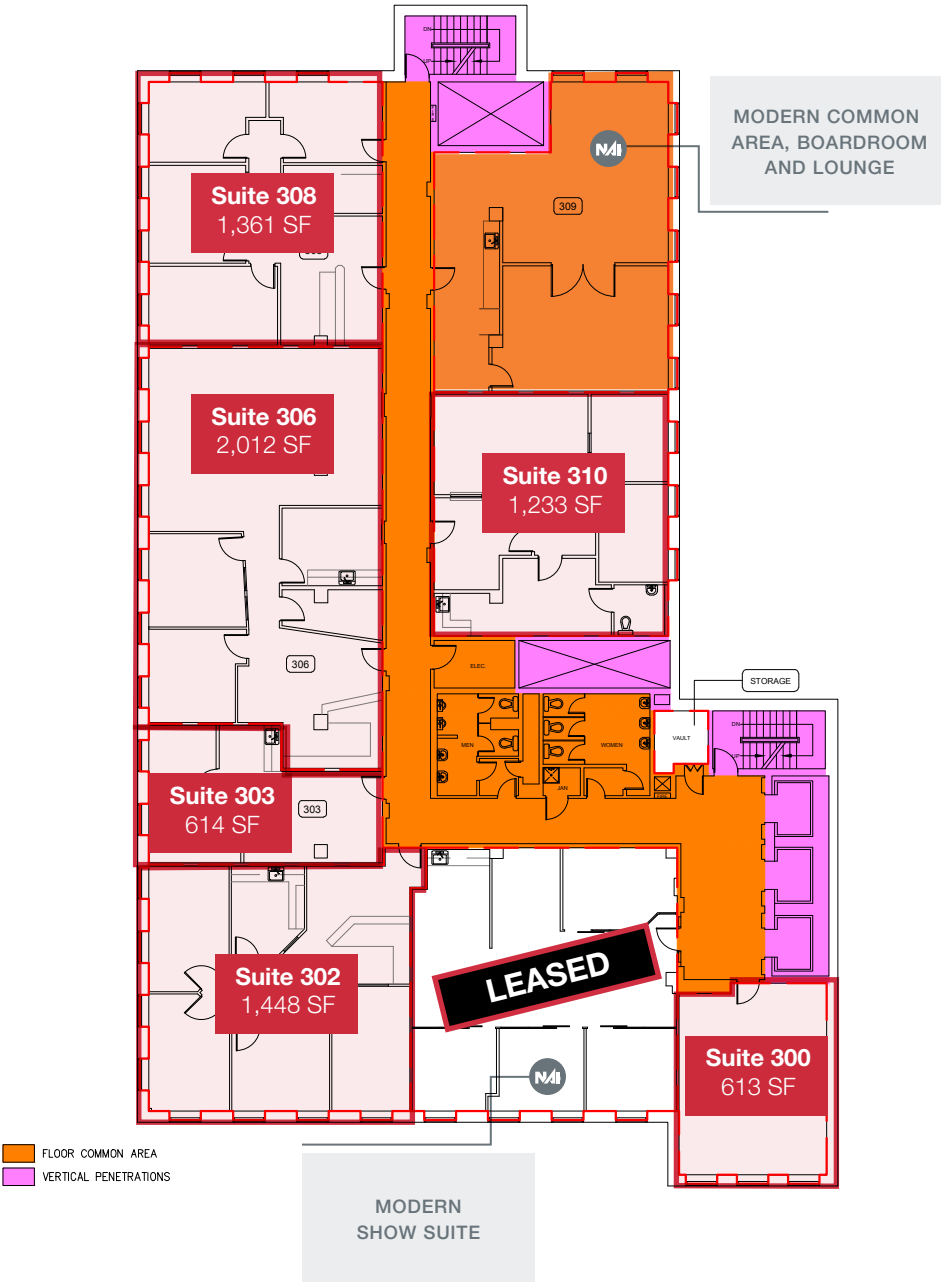 DN
UP
MODERN COMMON
AREA, BOARDROOM
AND LOUNGE
NAI
309
Suite 308
1,361 SF
Suite 306
2,012 SF
Suite 310
1,233 SF
306
ELEC.
STORAGE
VAULT
DN
UP
MEN
WOMEN
JAN
Suite 303
614 SF
303
LEASED
Suite 302
1,448 SF
Suite 300
613 SF
NAI
FLOOR COMMON AREA
VERTICAL PENETRATIONS
MODERN
SHOW SUITE